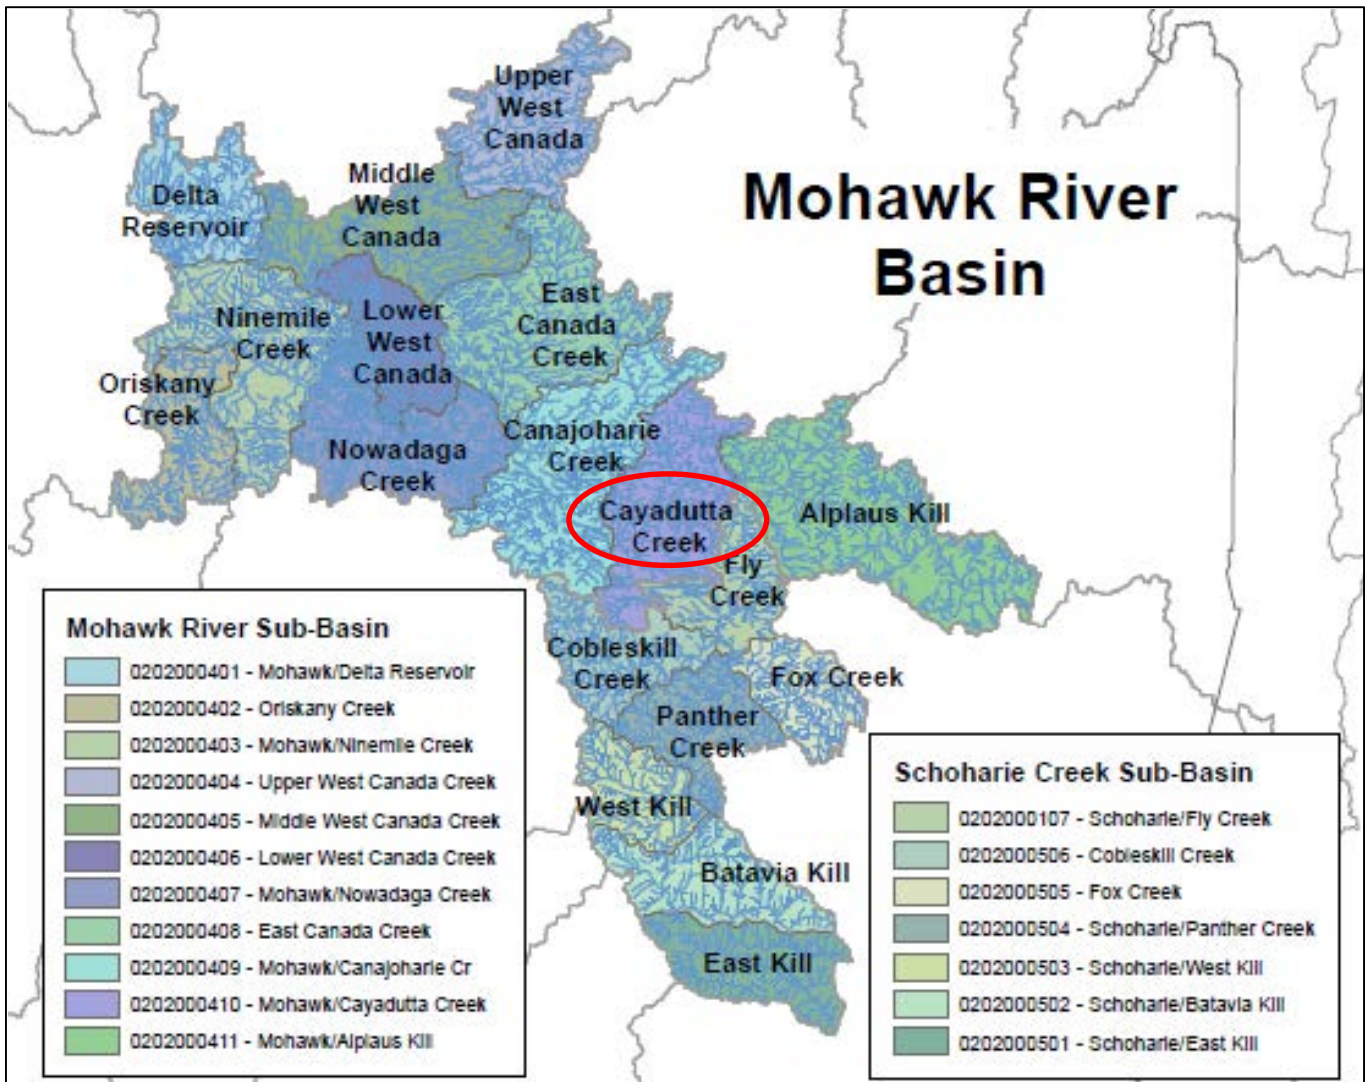 Mohawk River
Basin
Upper
West
Canada
Middle
West
Canada
Delta
Reservoir
East
Canada
Creek
Ninemile
Creek
Lower
West
Canada
Oriskany
Creek
Canajoharie
Creek
Nowadaga
Creek
Cayadutta
Creek
Alplaus Kill
Fly
Creek
Cobleskill
Creek
Fox Creek
Panther
Creek
West Kill
Batavia Kill
East Kill
Mohawk River Sub-Basin
0202000401 - Mohawk/Delta Reservoir
0202000402 - Oriskany Creek
0202000403 - Mohawk/Ninemile Creek
0202000404 - Upper West Canada Creek
0202000405 - Middle West Canada Creek
0202000406 - Lower West Canada Creek
0202000407 - Mohawk/Nowadaga Creek
0202000408 - East Canada Creek
0202000409 - Mohawk/Canajoharie Cr
0202000410 - Mohawk/Cayadutta Creek
0202000411 - Mohawk/Alplaus Kill
Schoharie Creek Sub-Basin
0202000107 - Schoharie/Fly Creek
0202000506 - Cobleskill Creek
0202000505 - Fox Creek
0202000504 - Schoharie/Panther Creek
0202000503 - Schoharie/West Kill
0202000502 - Schoharie/Batavia Kill
0202000501 - Schoharie/East Kill